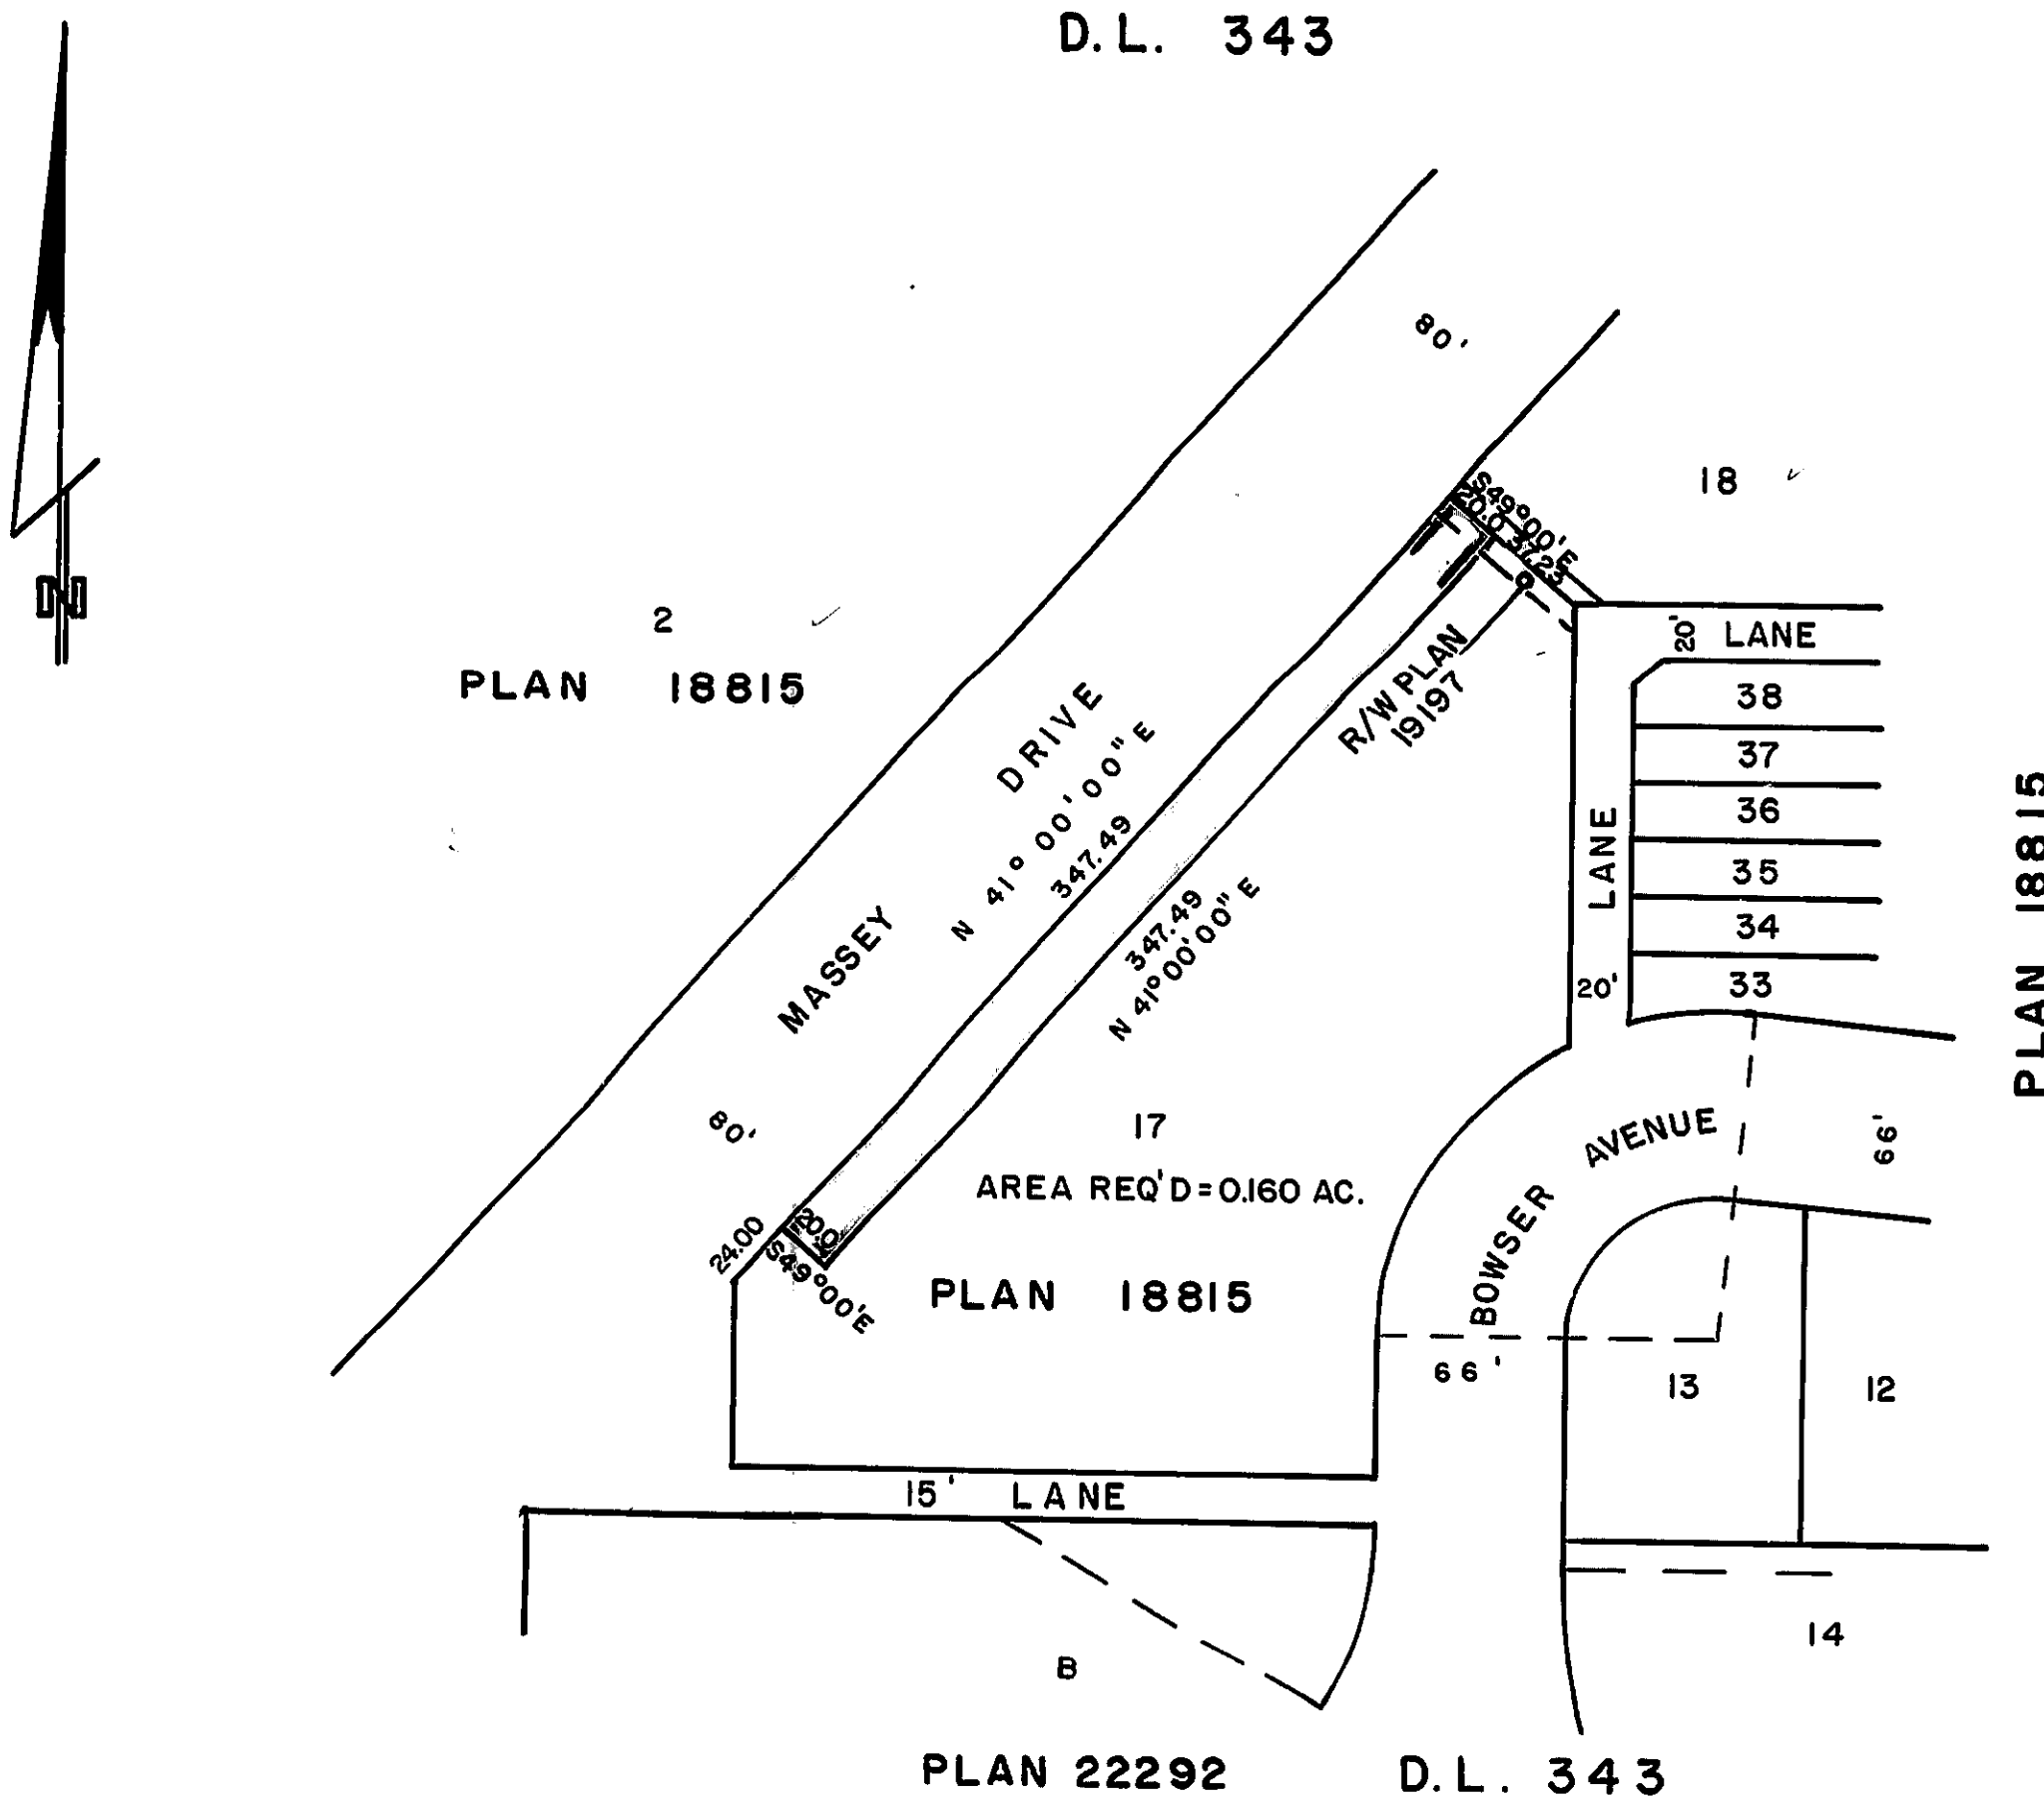 D.L. 343
80'
18
S 49°00' E
20.0
37.23
N
2
PLAN 18815
20' LANE
R/W PLAN
19197
38
37
36
35
34
33
LANE
20'
PLAN 18815
MASSEY DRIVE
N 41° 00' 00" E
347.49
347.49
N 41° 00' 00" E
80'
17
AREA REQ'D = 0.160 AC.
BOWSER AVENUE
66'
24.00
20.0
S 49°00' E
PLAN 18815
66'
13
12
15' LANE
B
14
PLAN 22292
D.L. 343